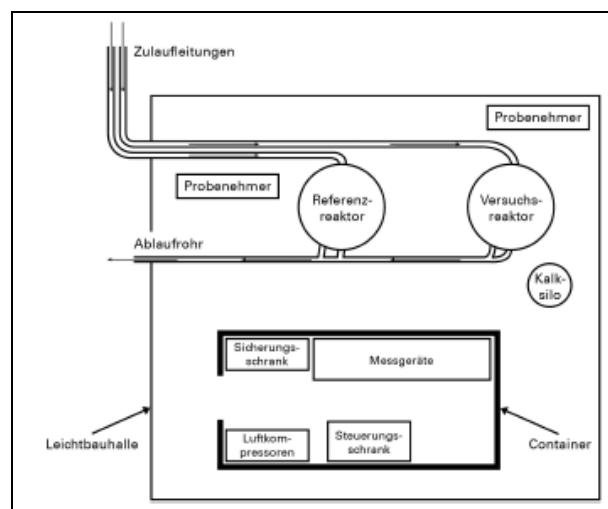 Zulaufleitungen
Probenehmer
Probenehmer
Referenz-
reaktor
Versuchs-
reaktor
Ablaufrohr
Kalk-
silo
Sicherungs-
schrank
Messgeräte
Leichtbauhalle
Luftkom-
pressoren
Steuerungs-
schrank
Container